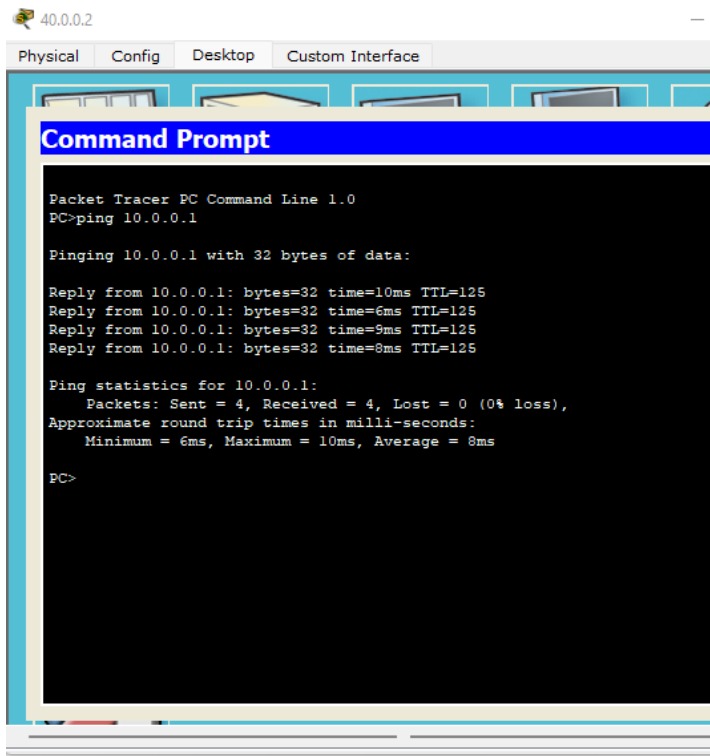 40.0.0.2
Physical Config Desktop Custom Interface
Command Prompt
Packet Tracer PC Command Line 1.0
PC>ping 10.0.0.1
Pinging 10.0.0.1 with 32 bytes of data:
Reply from 10.0.0.1: bytes=32 time=10ms TTL=125
Reply from 10.0.0.1: bytes=32 time=6ms TTL=125
Reply from 10.0.0.1: bytes=32 time=9ms TTL=125
Reply from 10.0.0.1: bytes=32 time=8ms TTL=125
Ping statistics for 10.0.0.1:
Packets: Sent = 4, Received = 4, Lost = 0 (0% loss),
Approximate round trip times in milli-seconds:
Minimum = 6ms, Maximum = 10ms, Average = 8ms
PC>